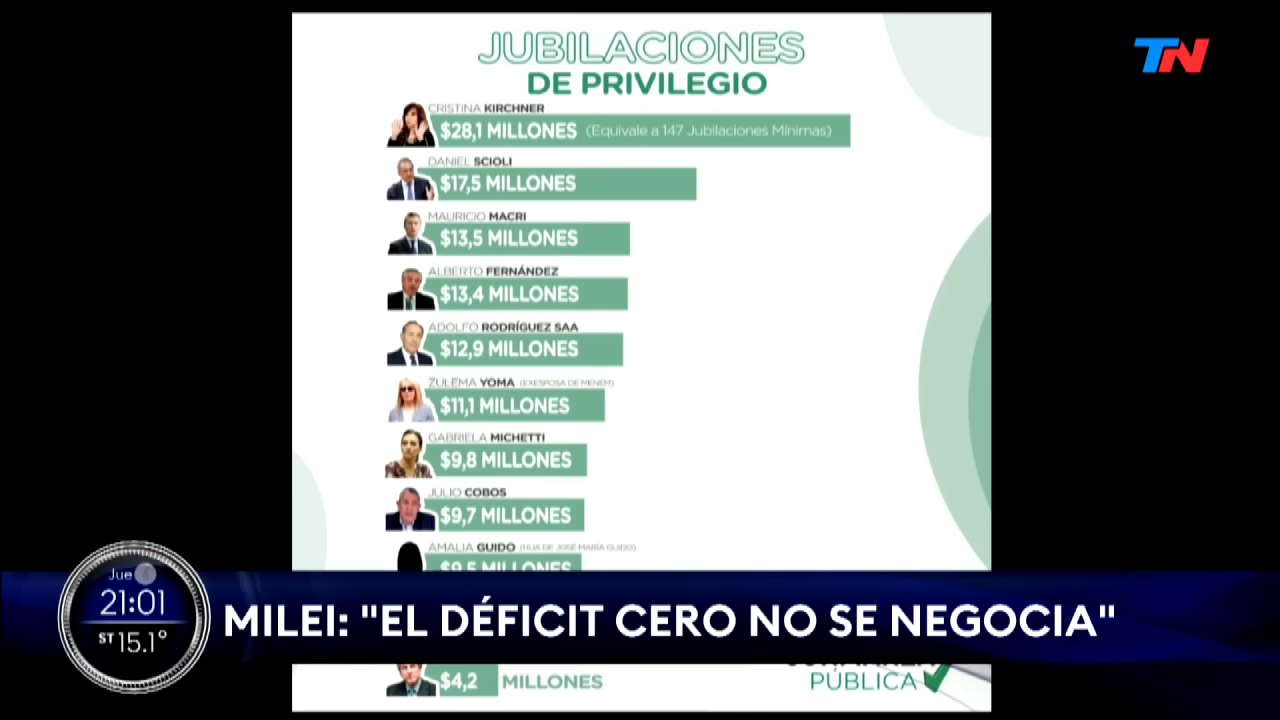 JUBILACIONES
DE PRIVILEGIO
TN
CRISTINA KIRCHNER
$28,1 MILLONES (Equivale a 147 Jubilaciones Mínimas)
DANIEL SCIOLI
$17,5 MILLONES
MAURICIO MACRI
$13,5 MILLONES
ALBERTO FERNÁNDEZ
$13,4 MILLONES
ADOLFO RODRÍGUEZ SAA
$12,9 MILLONES
ZULEMA YOMA (EXESPOSA DE MENEM)
$11,1 MILLONES
GABRIELA MICHETTI
$9,8 MILLONES
JULIO COBOS
$9,7 MILLONES
AMALIA GUIDO (HIJA DE JOSÉ MARÍA GUIDO)
$9,5 MILLONES
Jue
21:01
ST 15.1°
MILEI: "EL DÉFICIT CERO NO SE NEGOCIA"
$4,2 MILLONES
PÚBLICA